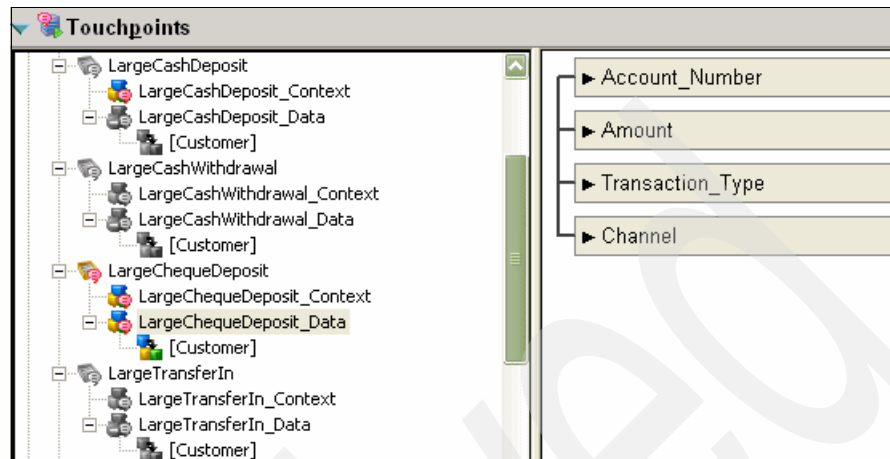 Touchpoints
LargeCashDeposit
LargeCashDeposit_Context
LargeCashDeposit_Data
[Customer]
LargeCashWithdrawal
LargeCashWithdrawal_Context
LargeCashWithdrawal_Data
[Customer]
LargeChequeDeposit
LargeChequeDeposit_Context
LargeChequeDeposit_Data
[Customer]
LargeTransferIn
LargeTransferIn_Context
LargeTransferIn_Data
[Customer]
Account_Number
Amount
Transaction_Type
Channel